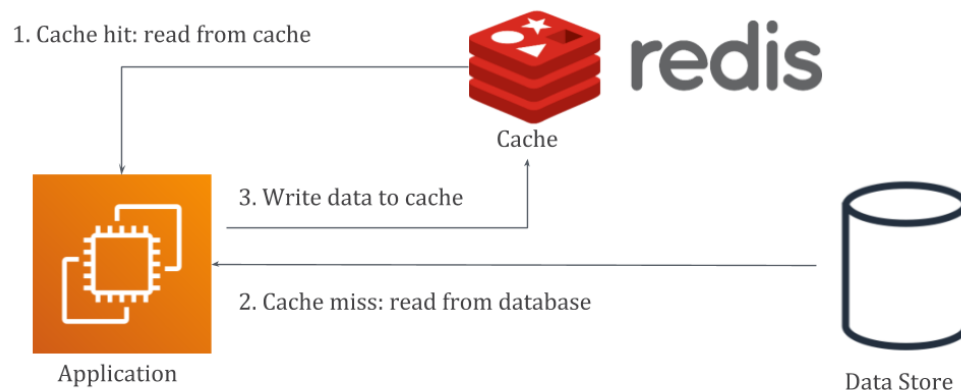 1. Cache hit: read from cache
redis
Cache
3. Write data to cache
2. Cache miss: read from database
Application
Data Store